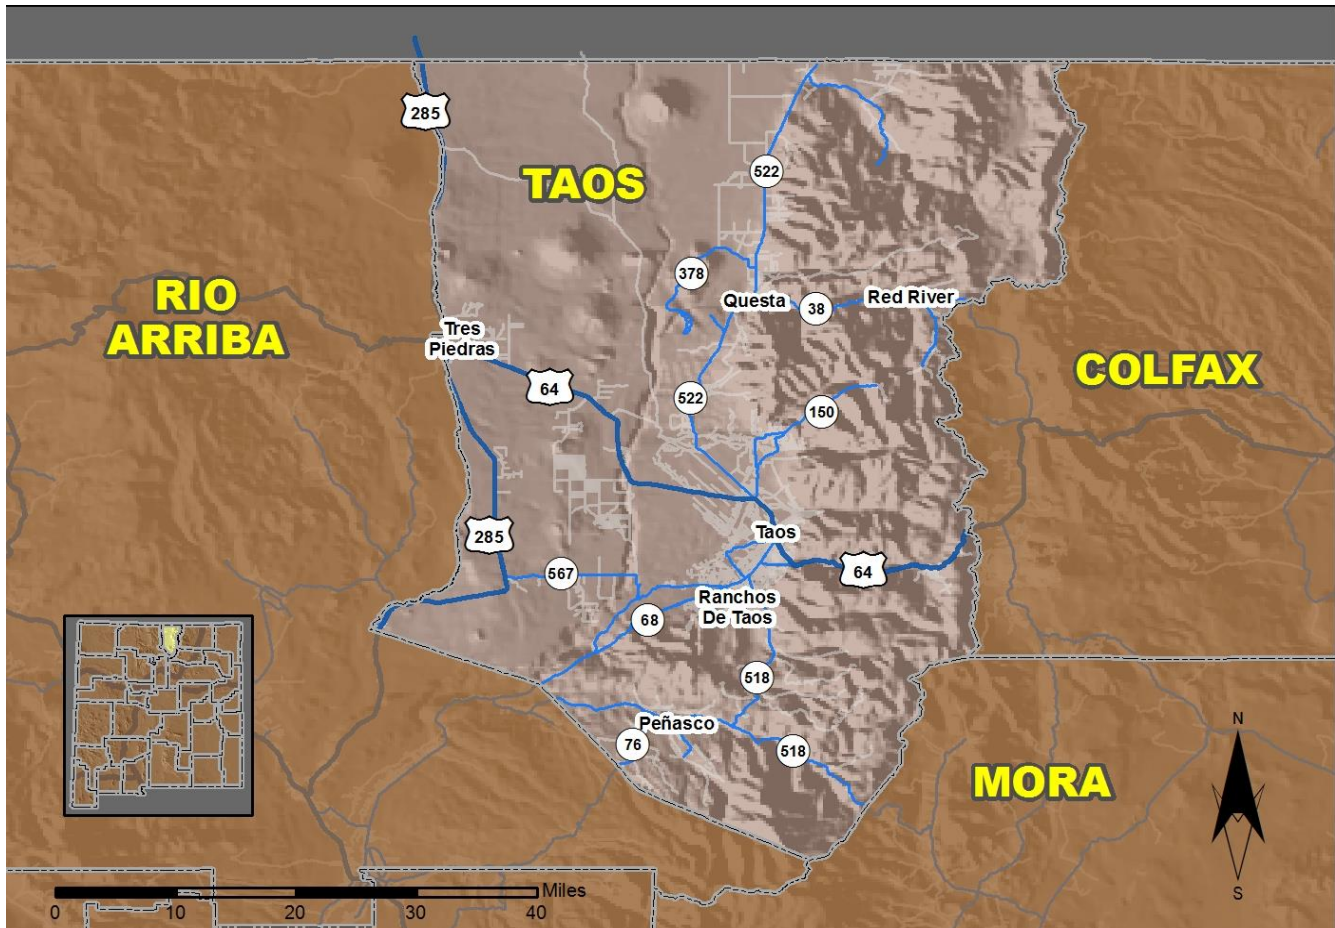 285
522
TAOS
378
RIO
ARRIBA
Questa
38
Red River
Tres
Piedras
COLFAX
64
522
150
285
Taos
567
64
Ranchos
De Taos
68
518
Peñasco
76
518
MORA
N
S
Miles
0 10 20 30 40